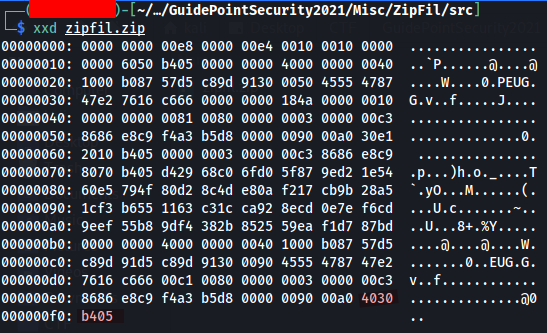 ┌──( )-[~/…/GuidePointSecurity2021/Misc/ZipFil/src]
└─$ xxd zipfil.zip
00000000: 0000 0000 00e8 0000 00e4 0010 0010 0000 ................
00000010: 0000 6050 b405 0000 0000 4000 0000 0040 ..`P......@....@
00000020: 1000 b087 57d5 c89d 9130 0050 4555 4787 ....W....0.PEUG.
00000030: 47e2 7616 c666 0000 0000 184a 0000 0010 G.v..f.....J....
00000040: 0000 0000 0081 0080 0000 0003 0000 00c3 ................
00000050: 8686 e8c9 f4a3 b5d8 0000 0090 00a0 30e1 ..............0.
00000060: 2010 b405 0000 0003 0000 00c3 8686 e8c9 ...............
00000070: 8070 b405 d429 68c0 6fd0 5f87 9ed2 1e54 .p...)h.o._....T
00000080: 60e5 794f 80d2 8c4d e80a f217 cb9b 28a5 `.yO...M......(.
00000090: 1cf3 b655 1163 c31c ca92 8ecd 0e7e f6cd ...U.c.......~..
000000a0: 9eef 55b8 9df4 382b 8525 59ea f1d7 87bd ..U...8+.%Y.....
000000b0: 0000 0000 4000 0000 0040 1000 b087 57d5 ....@....@....W.
000000c0: c89d 91d5 c89d 9130 0090 4555 4787 47e2 .......0..EUG.G.
000000d0: 7616 c666 00c1 0080 0000 0003 0000 00c3 v..f............
000000e0: 8686 e8c9 f4a3 b5d8 0000 0090 00a0 4030 ..............@0
000000f0: b405 ..